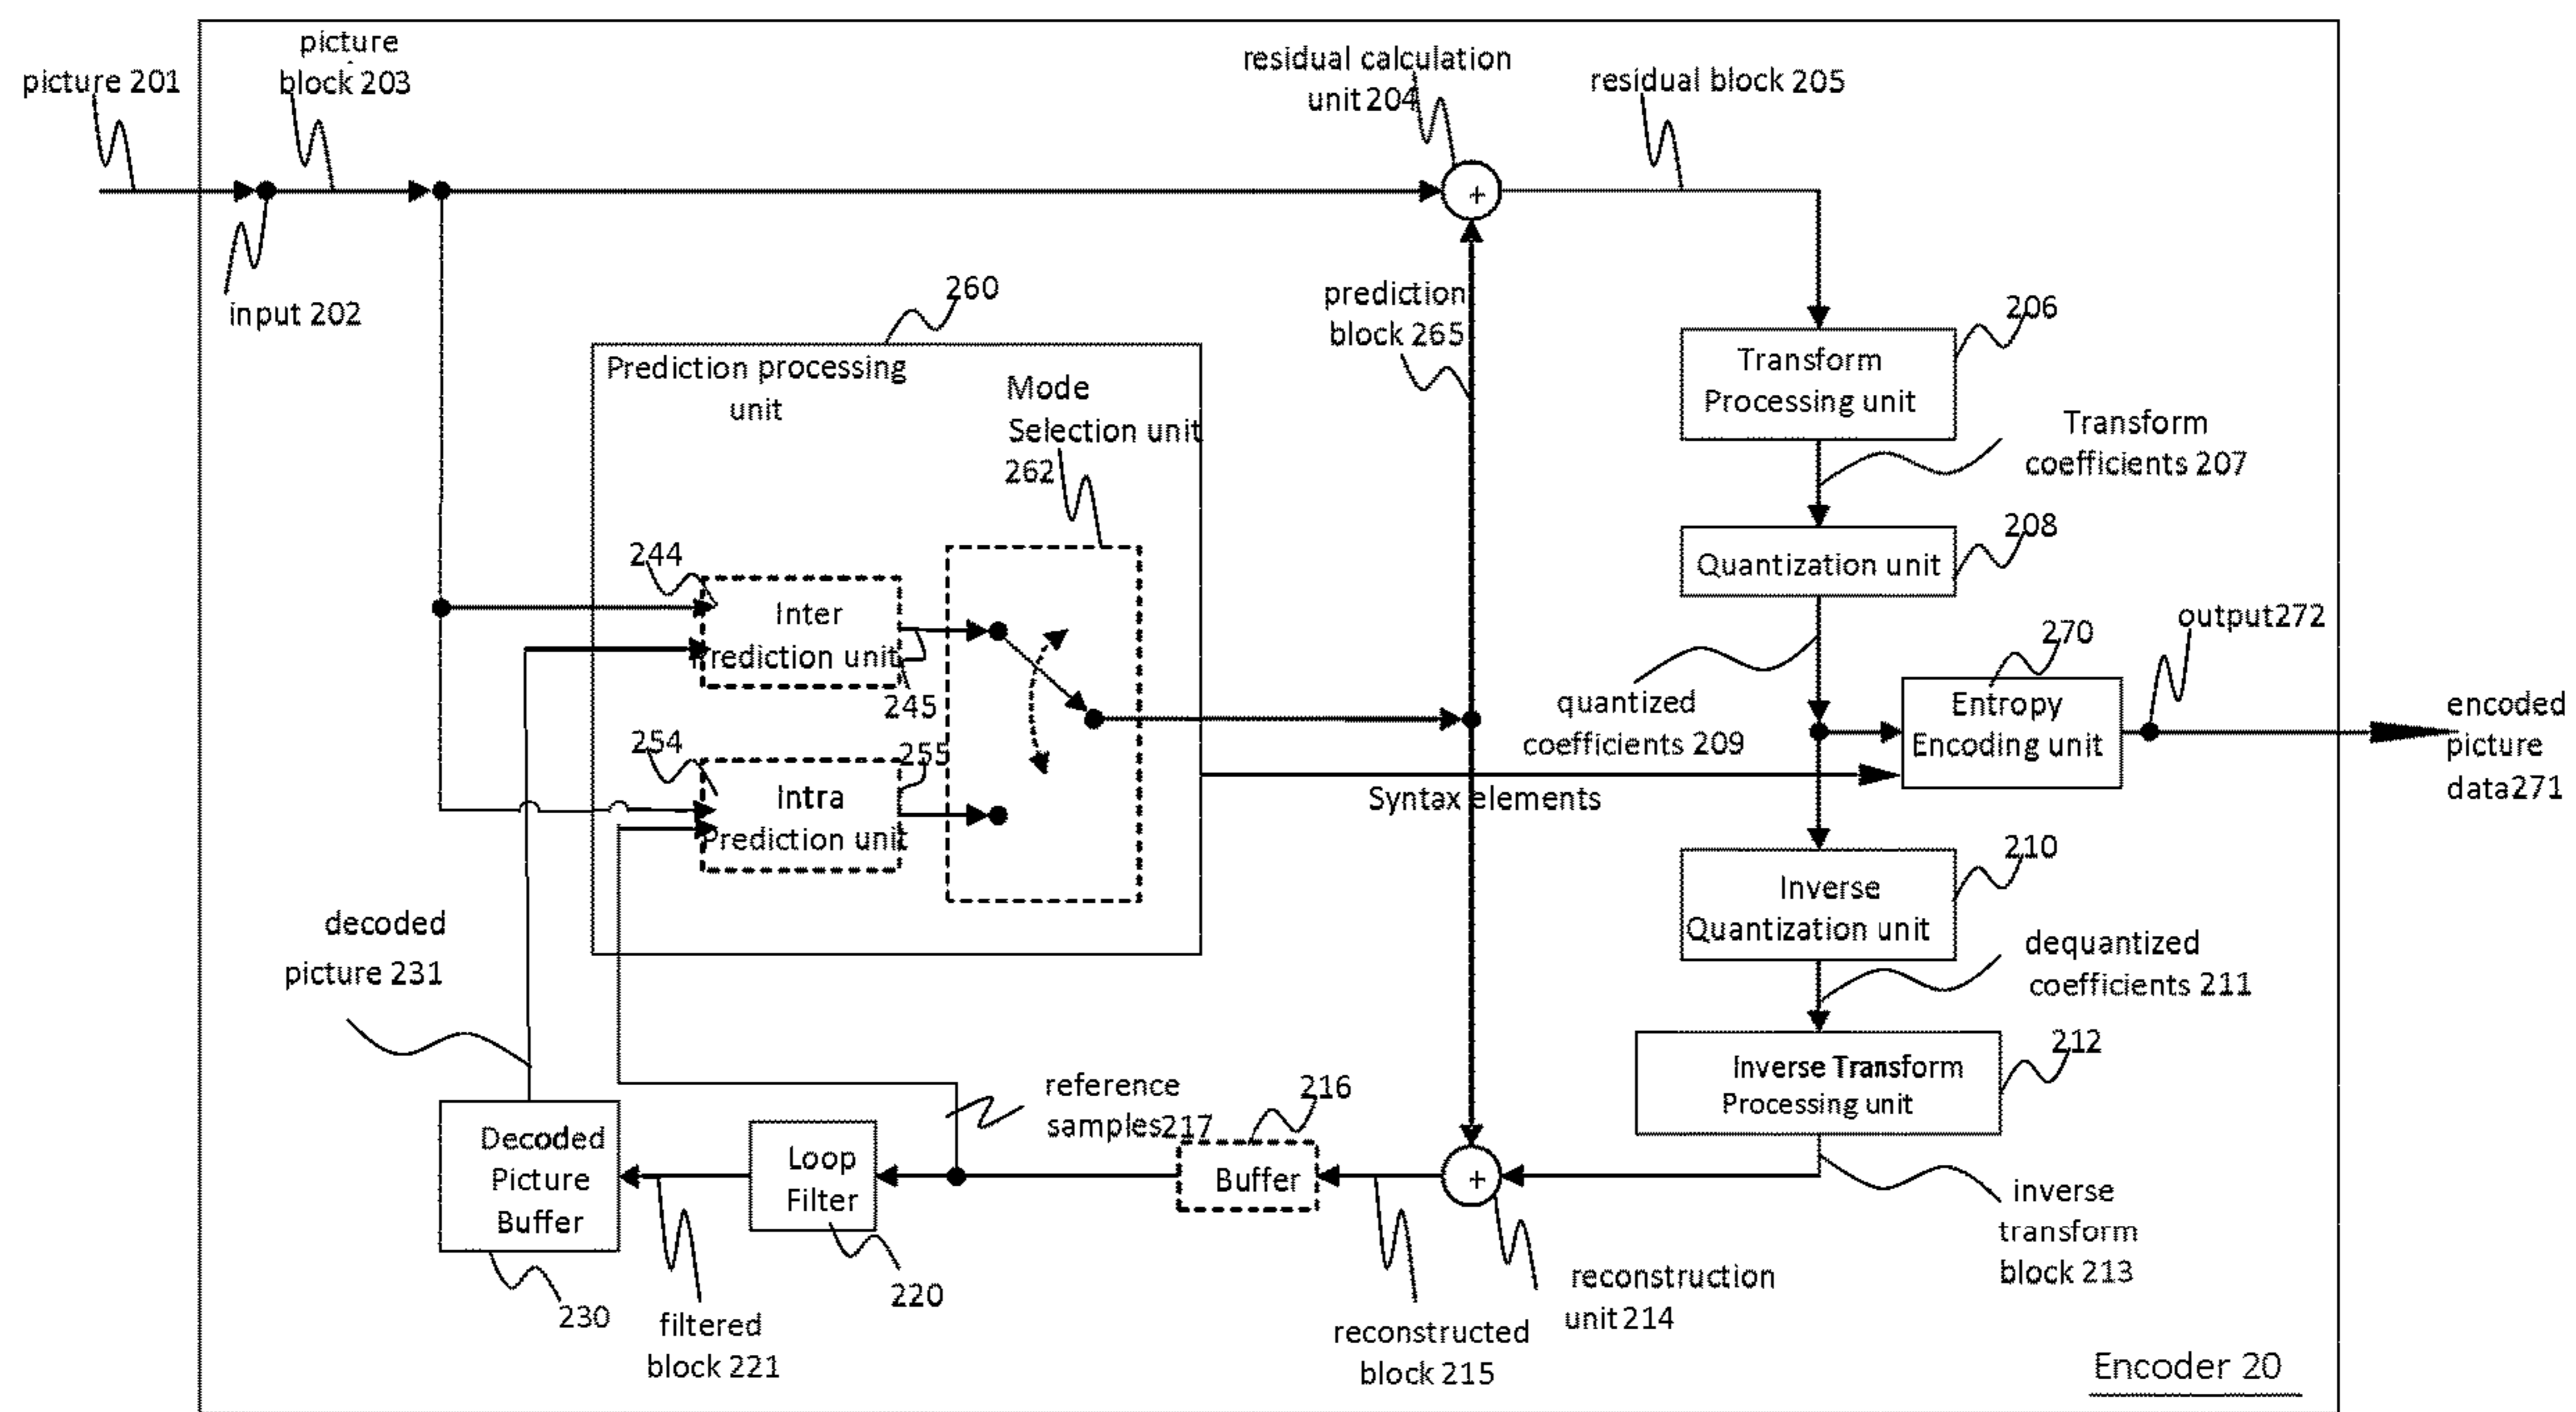 picture 201
picture
block 203
input 202
residual calculation
unit 204
residual block 205
260
Prediction processing
unit
Mode
Selection unit
262
prediction
block 265
206
Transform
Processing unit
Transform
coefficients 207
208
Quantization unit
244
Inter
Prediction unit
245
254
255
Intra
Prediction unit
quantized
coefficients 209
270
Entropy
Encoding unit
output272
encoded
picture
data271
Syntax elements
210
Inverse
Quantization unit
dequantized
coefficients 211
212
Inverse Transform
Processing unit
inverse
transform
block 213
decoded
picture 231
reference
samples217
216
Buffer
Loop
Filter
220
Decoded
Picture
Buffer
230
filtered
block 221
reconstructed
block 215
reconstruction
unit214
+
+
Encoder 20